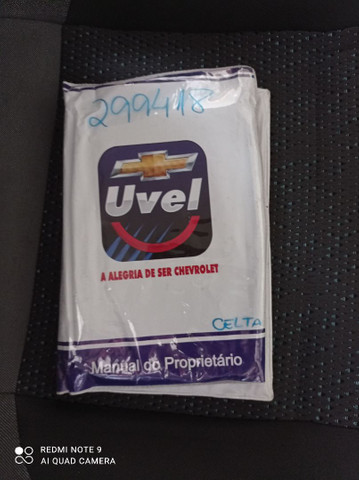 299418
Uvel
A ALEGRIA DE SER CHEVROLET
CELTA
Manual do Proprietário
REDMI NOTE 9
AI QUAD CAMERA